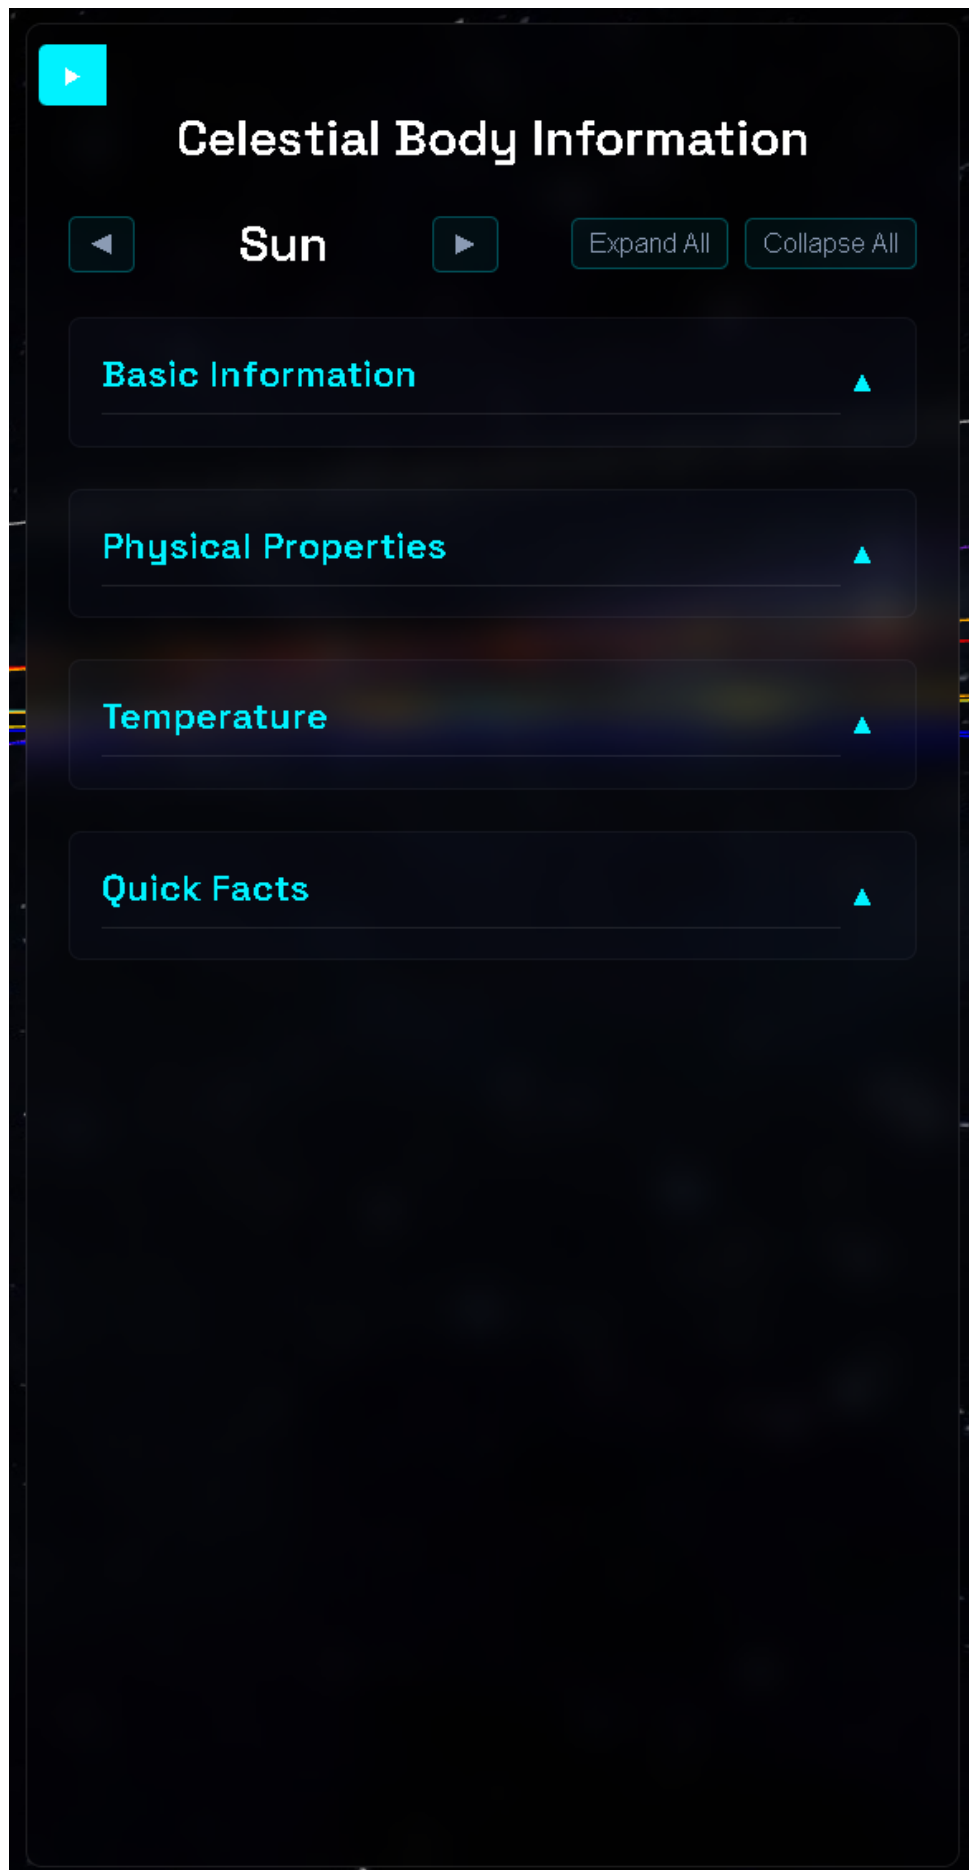 Celestial Body Information
Sun
Expand All
Collapse All
Basic Information
Physical Properties
Temperature
Quick Facts